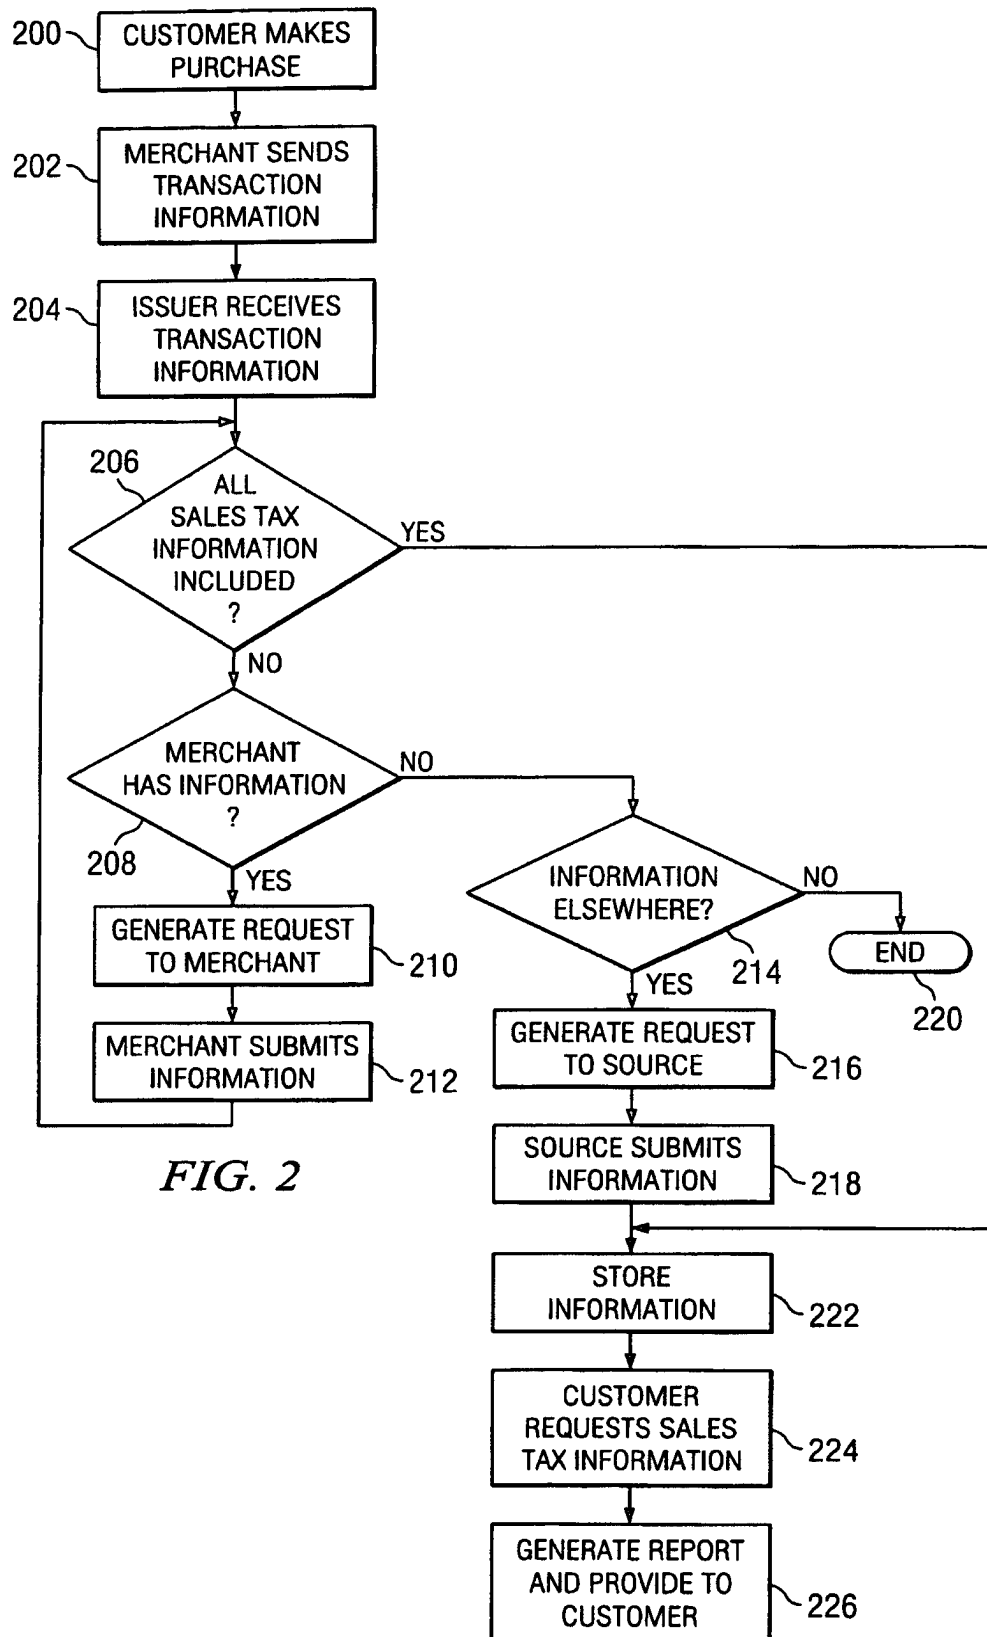 200
CUSTOMER MAKES
PURCHASE
202
MERCHANT SENDS
TRANSACTION
INFORMATION
204
ISSUER RECEIVES
TRANSACTION
INFORMATION
206
ALL
SALES TAX
INFORMATION
INCLUDED
?
YES
NO
MERCHANT
HAS INFORMATION
?
208
NO
YES
INFORMATION
ELSEWHERE?
214
NO
END
220
YES
GENERATE REQUEST
TO MERCHANT
210
MERCHANT SUBMITS
INFORMATION
212
GENERATE REQUEST
TO SOURCE
216
SOURCE SUBMITS
INFORMATION
218
FIG. 2
STORE
INFORMATION
222
CUSTOMER
REQUESTS SALES
TAX INFORMATION
224
GENERATE REPORT
AND PROVIDE TO
CUSTOMER
226